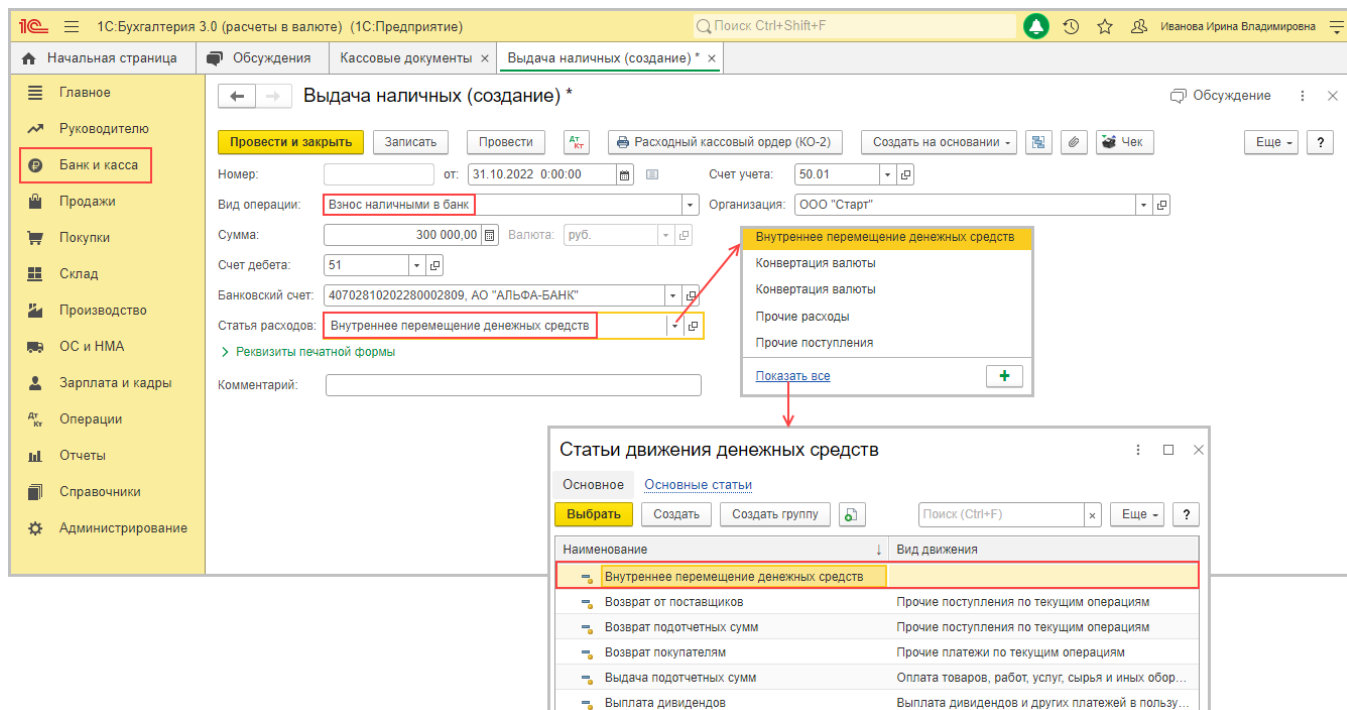 1С:Бухгалтерия 3.0 (расчеты в валюте) (1С:Предприятие) Поиск Ctrl+Shift+F Иванова Ирина Владимировна
Начальная страница Обсуждения Кассовые документы × Выдача наличных (создание) * ×
Главное
Руководителю
Банк и касса
Продажи
Покупки
Склад
Производство
ОС и НМА
Зарплата и кадры
Операции
Отчеты
Справочники
Администрирование
Выдача наличных (создание) * Обсуждение
Провести и закрыть Записать Провести Дт Кт Расходный кассовый ордер (КО-2) Создать на основании Чек Еще ?
Номер: от: 31.10.2022 0:00:00 Счет учета: 50.01
Вид операции: Взнос наличными в банк Организация: ООО "Старт"
Сумма: 300 000,00 Валюта: руб.
Счет дебета: 51
Банковский счет: 40702810202280002809, АО "АЛЬФА-БАНК"
Статья расходов: Внутреннее перемещение денежных средств
Реквизиты печатной формы
Комментарий:
Внутреннее перемещение денежных средств
Конвертация валюты
Конвертация валюты
Прочие расходы
Прочие поступления
Показать все +
Статьи движения денежных средств
Основное Основные статьи
Выбрать Создать Создать группу Поиск (Ctrl+F) × Еще ?
Наименование ↓ Вид движения
Внутреннее перемещение денежных средств
Возврат от поставщиков Прочие поступления по текущим операциям
Возврат подотчетных сумм Прочие поступления по текущим операциям
Возврат покупателям Прочие платежи по текущим операциям
Выдача подотчетных сумм Оплата товаров, работ, услуг, сырья и иных обор...
Выплата дивидендов Выплата дивидендов и других платежей в пользу...